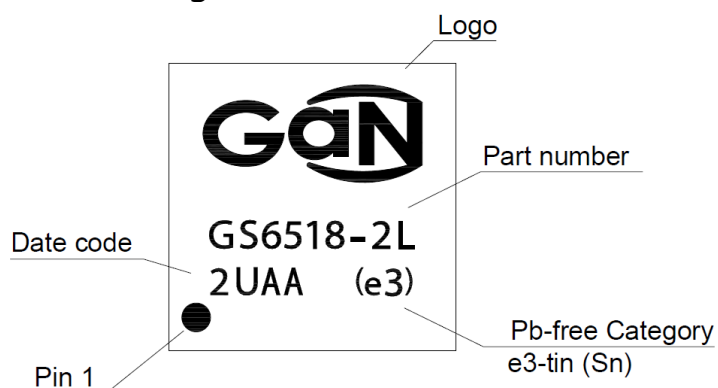 Logo
GaN
Part number
GS6518-2L
Date code
2UAA (e3)
Pb-free Category
e3-tin (Sn)
Pin 1